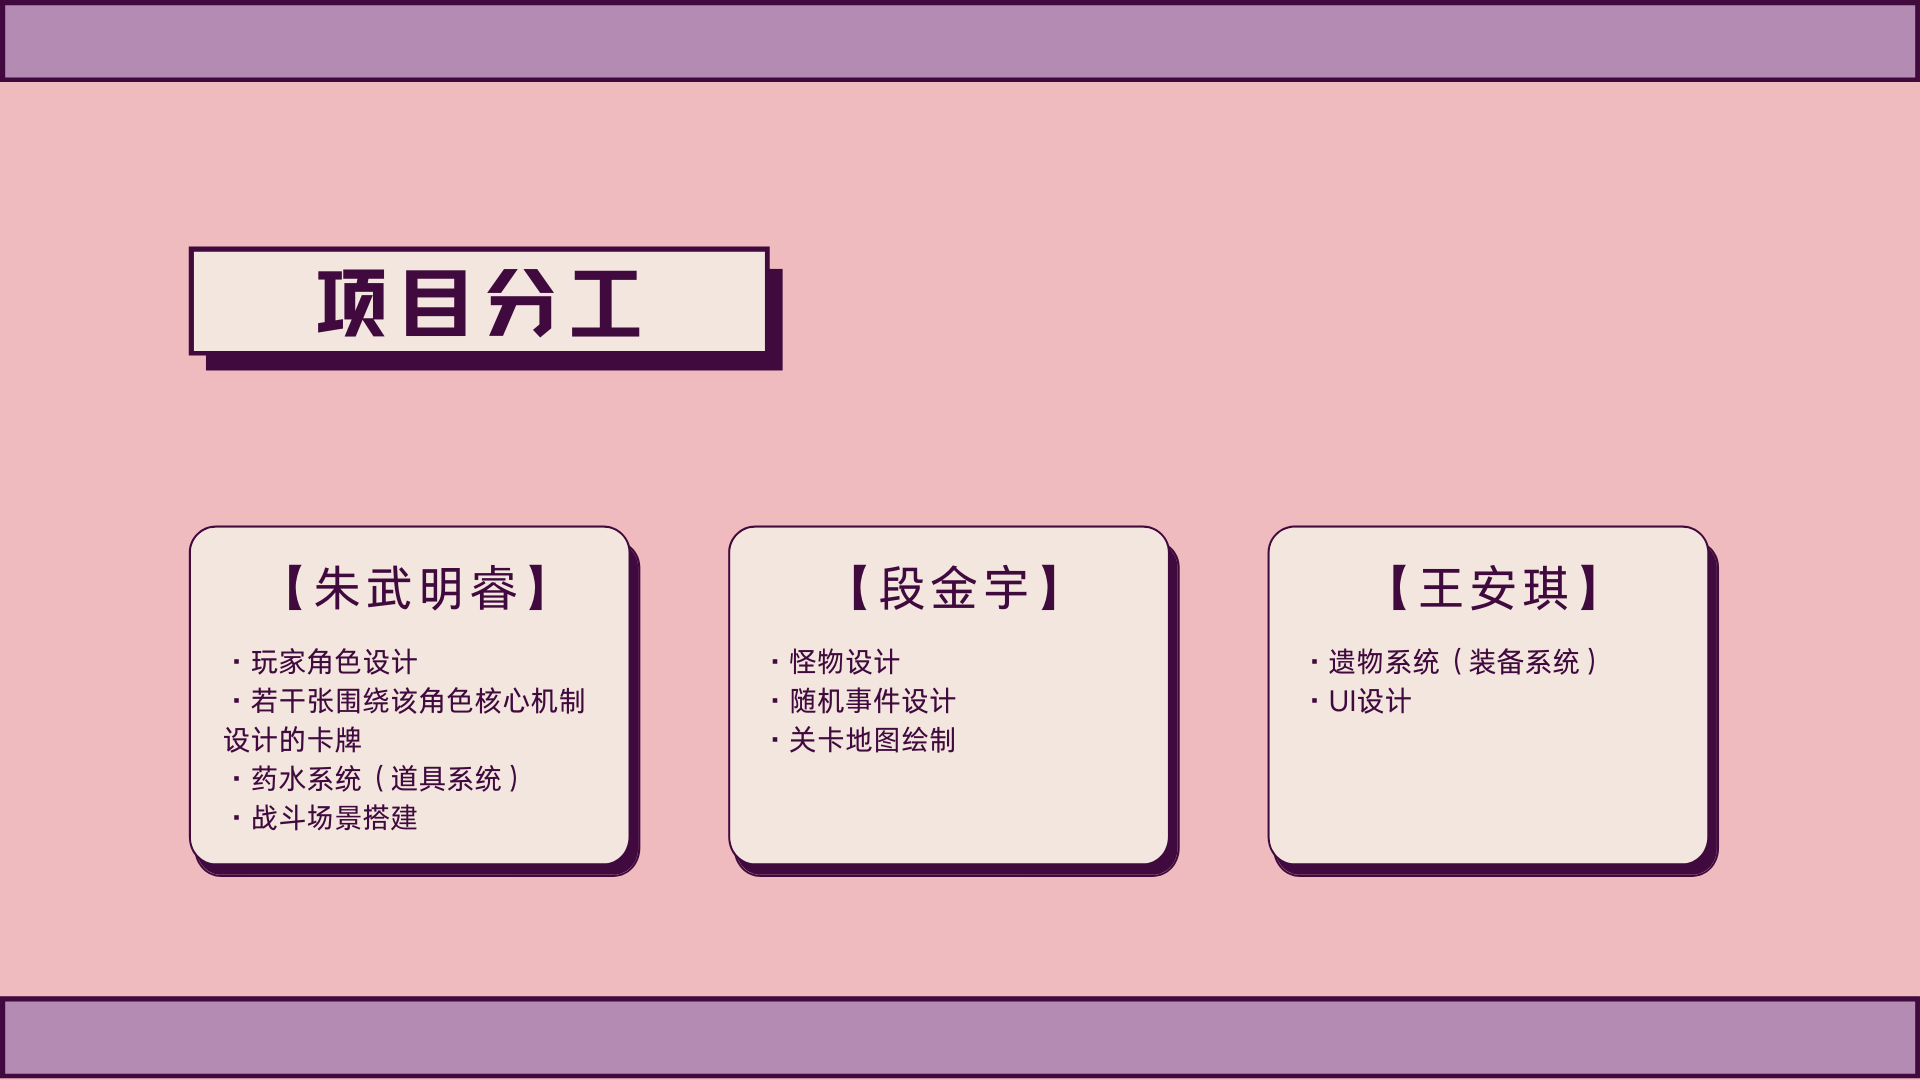 项目分工
【朱武明睿】
· 玩家角色设计
· 若干张围绕该角色核心机制
设计的卡牌
· 药水系统（道具系统）
· 战斗场景搭建
【段金宇】
· 怪物设计
· 随机事件设计
· 关卡地图绘制
【王安琪】
· 遗物系统（装备系统）
· UI设计